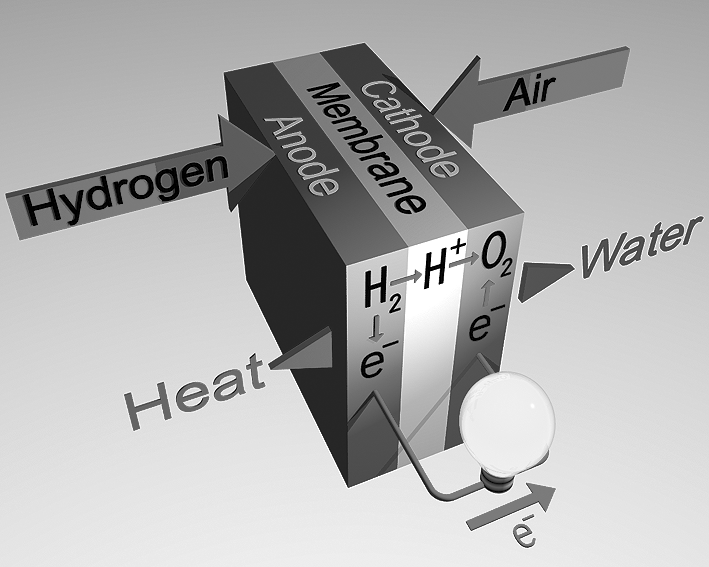 Air
Cathode
Membrane
Anode
Hydrogen
Water
H₂ → H⁺ → O₂
e⁻ e⁻
Heat
e⁻